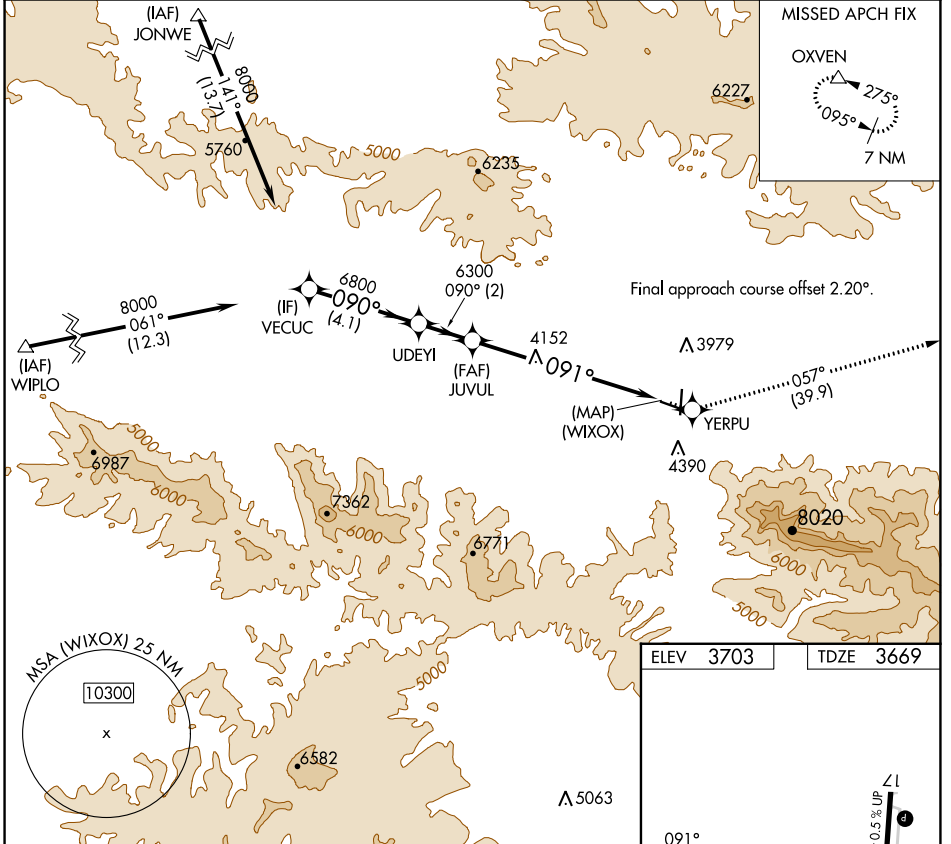 (IAF)
JONWE
8000
141°
(13.7)
5760
5000
6235
6227
MISSED APCH FIX
OXVEN
275°
095°
7 NM
8000
061°
(12.3)
(IAF)
WIPLO
(IF)
VECUC
6800
090°
(4.1)
UDEYI
6300
090° (2)
(FAF)
JUVUL
4152
091°
Final approach course offset 2.20°.
3979
(MAP)
(WIXOX)
YERPU
057°
(39.9)
4390
5000
6987
6000
7362
6000
6771
8020
6000
5000
MSA (WIXOX) 25 NM
10300
x
5000
6582
5063
ELEV 3703
TDZE 3669
17
0.5 % UP
P
091°